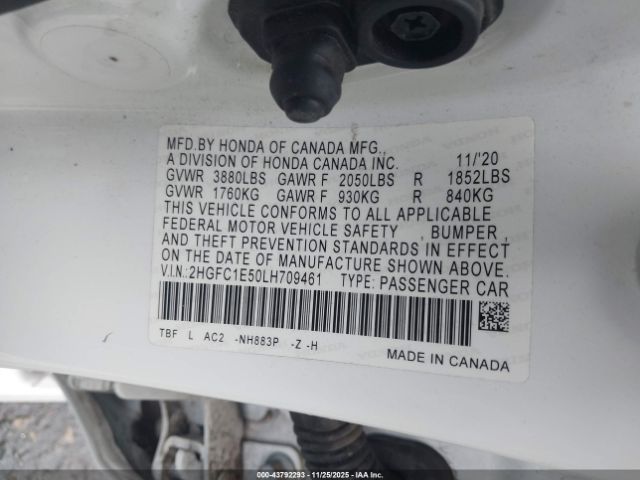 MFD.BY HONDA OF CANADA MFG.,
A DIVISION OF HONDA CANADA INC. 11/'20
GVWR 3880LBS GAWR F 2050LBS R 1852LBS
GVWR 1760KG GAWR F 930KG R 840KG
THIS VEHICLE CONFORMS TO ALL APPLICABLE
FEDERAL MOTOR VEHICLE SAFETY , BUMPER ,
AND THEFT PREVENTION STANDARDS IN EFFECT
ON THE DATE OF MANUFACTURE SHOWN ABOVE.
V.I.N.:2HGFC1E50LH709461 TYPE: PASSENGER CAR
TBF L AC2 -NH883P -Z -H
MADE IN CANADA
000-43792293 - 11/25/2025 - IAA Inc.